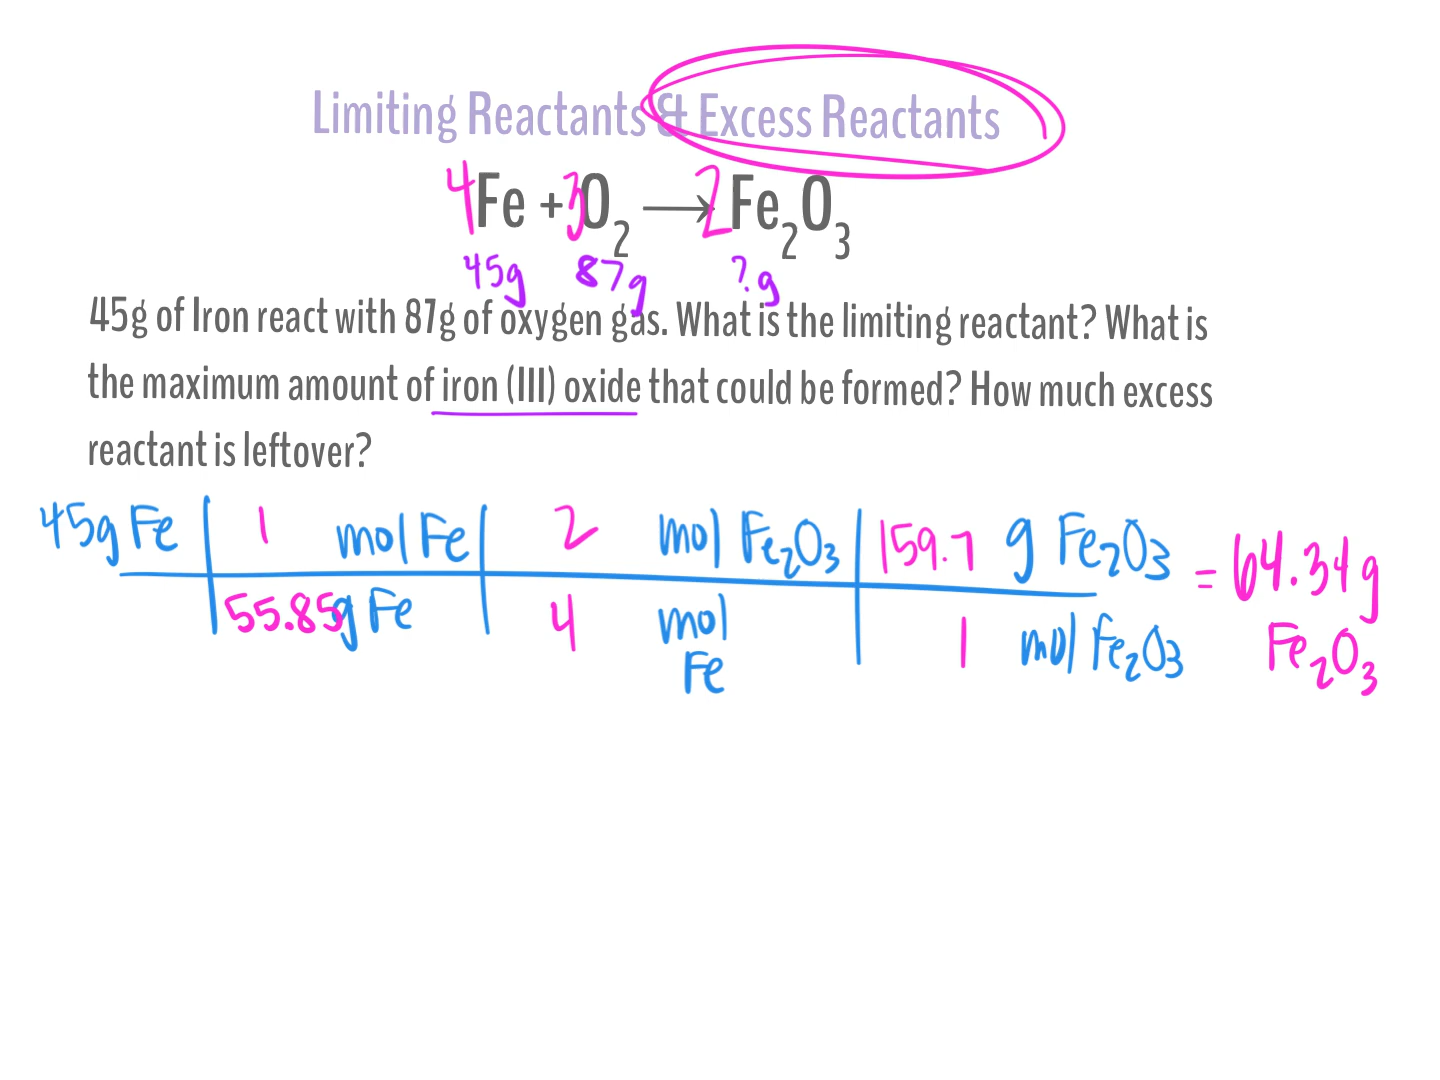 Limiting Reactants & Excess Reactants
4Fe + 3O₂ ⟶ 2Fe₂O₃
45g 87g ?g
45g of Iron react with 87g of oxygen gas. What is the limiting reactant? What is
the maximum amount of iron (III) oxide that could be formed? How much excess
reactant is leftover?
45g Fe | 1 mol Fe | 2 mol Fe₂O₃ | 159.7 g Fe₂O₃ = 64.34g
55.85g Fe | 4 mol | 1 mol Fe₂O₃ Fe₂O₃
Fe